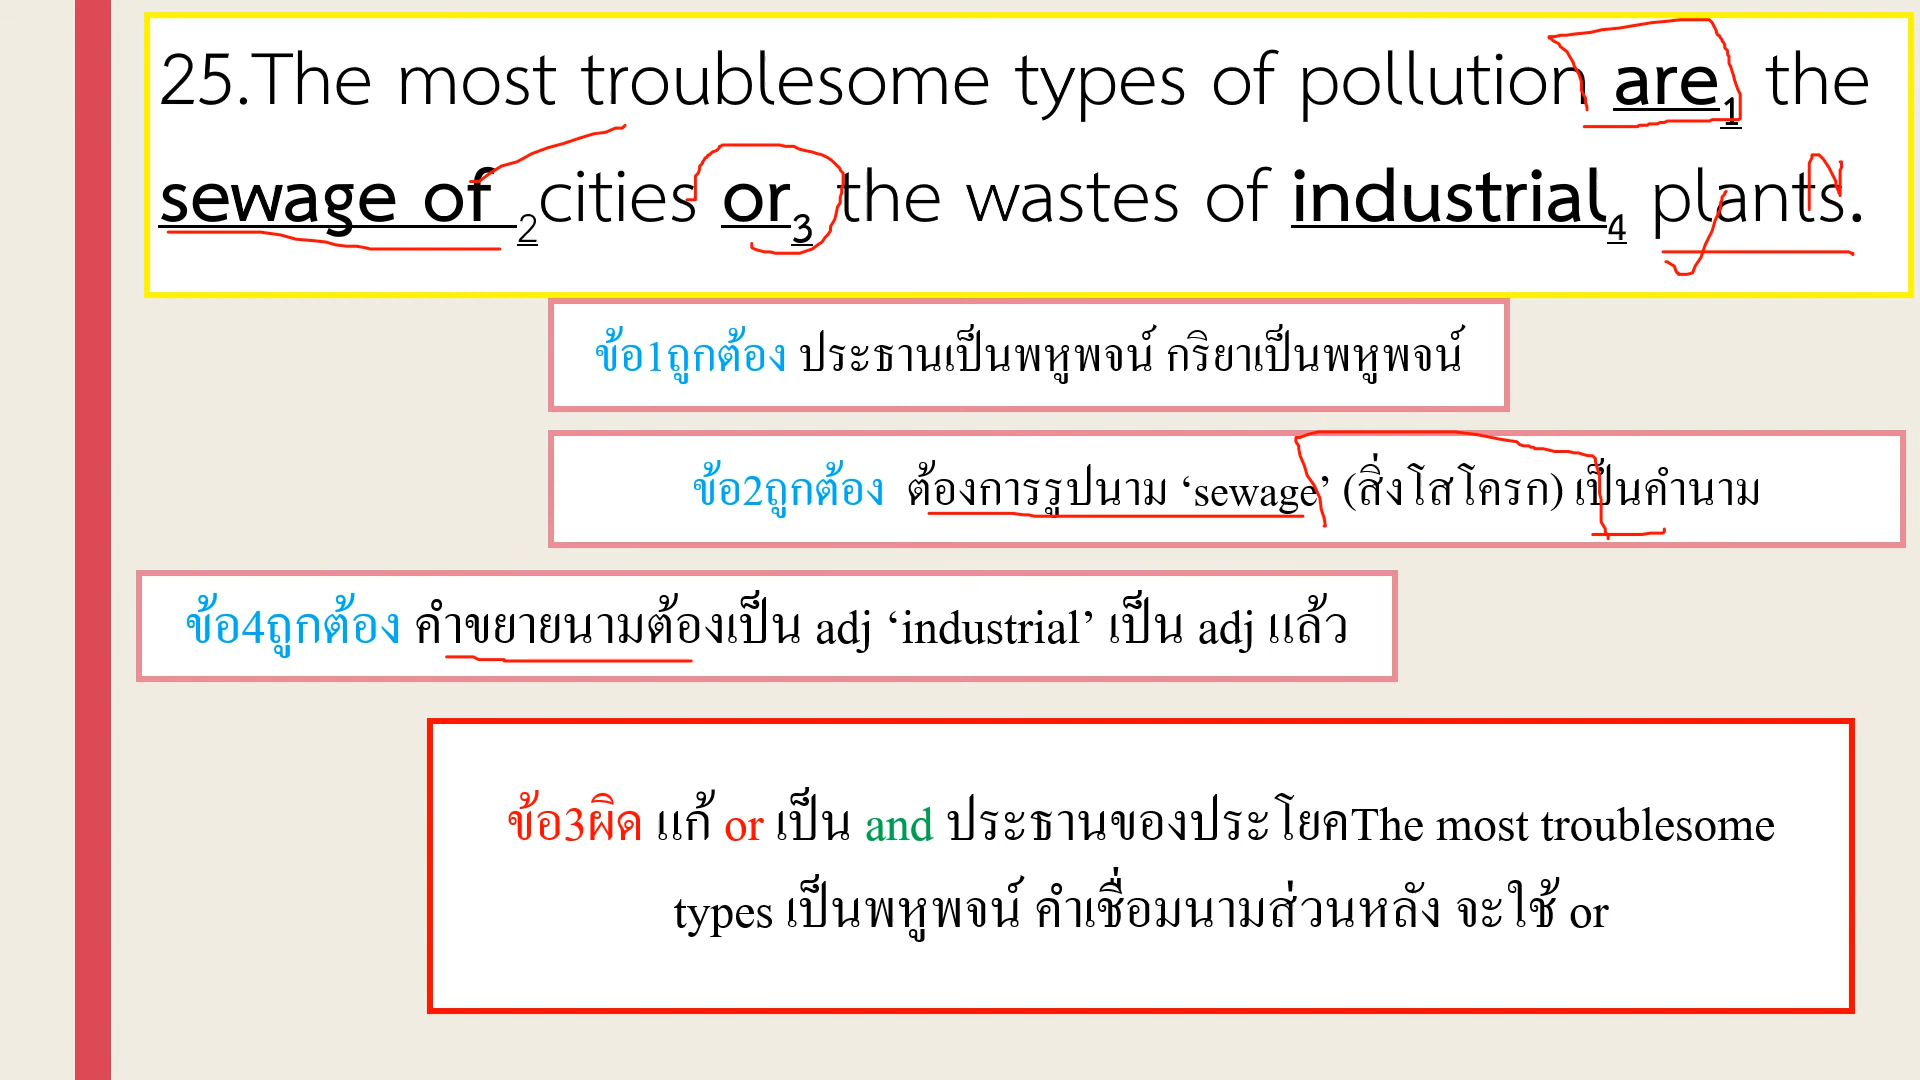 25.The most troublesome types of pollution are1 the
sewage of 2cities or3 the wastes of industrial4 plants.
N
ข้อ1ถูกต้อง ประธานเป็นพหูพจน์ กริยาเป็นพหูพจน์
ข้อ2ถูกต้อง ต้องการรูปนาม ‘sewage’ (สิ่งโสโครก) เป็นคำนาม
ข้อ4ถูกต้อง คำขยายนามต้องเป็น adj ‘industrial’ เป็น adj แล้ว
ข้อ3ผิด แก้ or เป็น and ประธานของประโยคThe most troublesome
types เป็นพหูพจน์ คำเชื่อมนามส่วนหลัง จะใช้ or